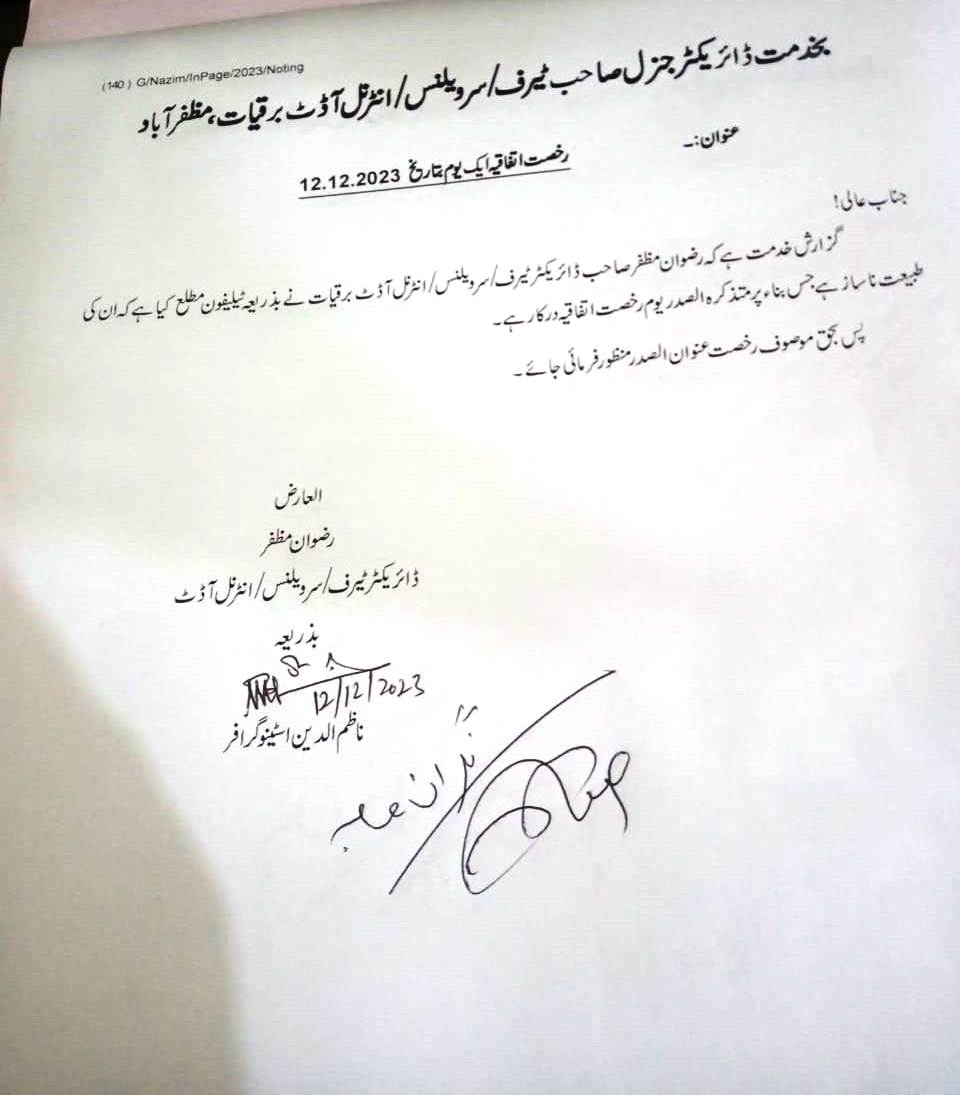 (140) G/Nazim/InPage/2023/Noting
بخدمت ڈائریکٹر جنرل صاحب ٹیرف/سرویلنس/انٹرنل آڈٹ برقیات، مظفرآباد
عنوان:۔ رخصت اتفاقیہ ایک یوم بتاریخ 12.12.2023
جناب عالی!
گزارش خدمت ہے کہ رضوان مظفر صاحب ڈائریکٹر ٹیرف/سرویلنس/انٹرنل آڈٹ برقیات نے بذریعہ ٹیلیفون مطلع کیا ہے کہ ان کی
طبیعت ناساز ہے جس بناء پر متذکرہ الصدر یوم رخصت اتفاقیہ درکار ہے۔
پس بحق موصوف رخصت عنوان الصدر منظور فرمائی جائے۔
العارض
رضوان مظفر
ڈائریکٹر ٹیرف/سرویلنس/انٹرنل آڈٹ
بذریعہ
12/12/2023
ناظم الدین اسٹینوگرافر